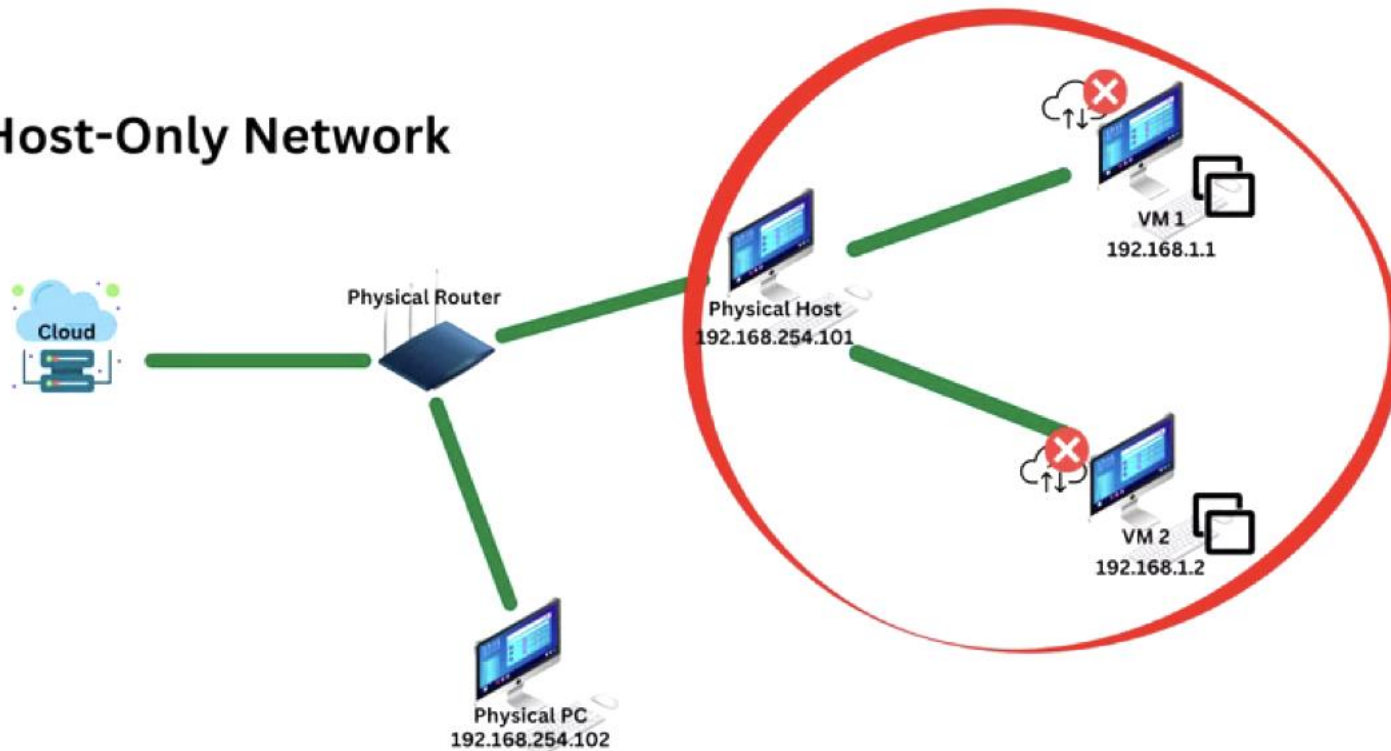 Host-Only Network
Cloud
Physical Router
Physical Host
192.168.254.101
VM 1
192.168.1.1
VM 2
192.168.1.2
Physical PC
192.168.254.102